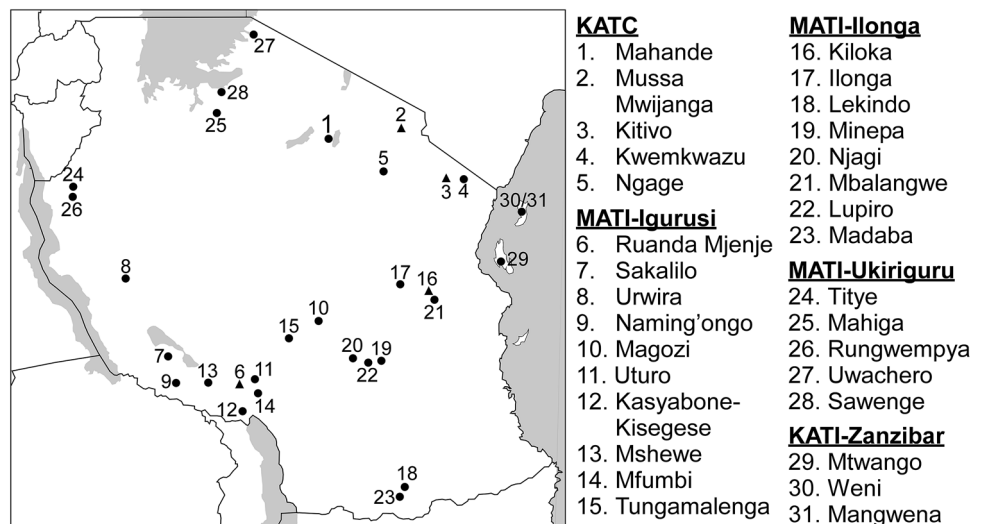 27
28
25
1
2
5
3
4
24
26
30/31
29
8
17
16
21
10
15
20
19
22
7
9
13
6
11
14
12
18
23
KATC
1. Mahande
2. Mussa
Mwijanga
3. Kitivo
4. Kwemkwazu
5. Ngage
MATI-Igurusi
6. Ruanda Mjenje
7. Sakalilo
8. Urwira
9. Naming’ongo
10. Magozi
11. Uturo
12. Kasyabone-
Kisegese
13. Mshewe
14. Mfumbi
15. Tungamalenga
MATI-Ilonga
16. Kiloka
17. Ilonga
18. Lekindo
19. Minepa
20. Njagi
21. Mbalangwe
22. Lupiro
23. Madaba
MATI-Ukiriguru
24. Titye
25. Mahiga
26. Rungwempya
27. Uwachero
28. Sawenge
KATI-Zanzibar
29. Mtwango
30. Weni
31. Mangwena